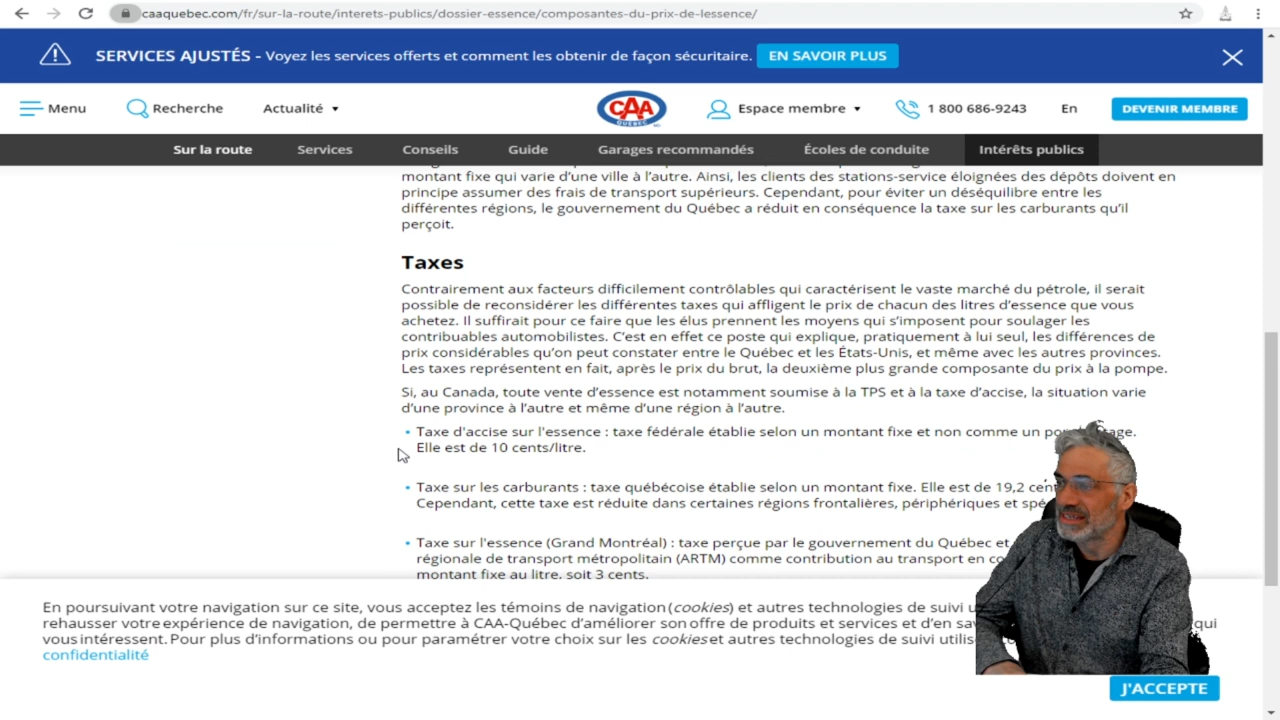 caaquebec.com/fr/sur-la-route/interets-publics/dossier-essence/composantes-du-prix-de-lessence/
SERVICES AJUSTÉS - Voyez les services offerts et comment les obtenir de façon sécuritaire. EN SAVOIR PLUS
Menu Recherche Actualité CAA QUEBEC Espace membre 1 800 686-9243 En DEVENIR MEMBRE
Sur la route Services Conseils Guide Garages recommandés Écoles de conduite Intérêts publics
montant fixe qui varie d'une ville à l'autre. Ainsi, les clients des stations-service éloignées des dépôts doivent en
principe assumer des frais de transport supérieurs. Cependant, pour éviter un déséquilibre entre les
différentes régions, le gouvernement du Québec a réduit en conséquence la taxe sur les carburants qu'il
perçoit.
Taxes
Contrairement aux facteurs difficilement contrôlables qui caractérisent le vaste marché du pétrole, il serait
possible de reconsidérer les différentes taxes qui affligent le prix de chacun des litres d'essence que vous
achetez. Il suffirait pour ce faire que les élus prennent les moyens qui s'imposent pour soulager les
contribuables automobilistes. C'est en effet ce poste qui explique, pratiquement à lui seul, les différences de
prix considérables qu'on peut constater entre le Québec et les États-Unis, et même avec les autres provinces.
Les taxes représentent en fait, après le prix du brut, la deuxième plus grande composante du prix à la pompe.
Si, au Canada, toute vente d'essence est notamment soumise à la TPS et à la taxe d'accise, la situation varie
d'une province à l'autre et même d'une région à l'autre.
• Taxe d'accise sur l'essence : taxe fédérale établie selon un montant fixe et non comme un
Elle est de 10 cents/litre.
• Taxe sur les carburants : taxe québécoise établie selon un montant fixe. Elle est de 19,2
Cependant, cette taxe est réduite dans certaines régions frontalières, périphériques et
• Taxe sur l'essence (Grand Montréal) : taxe perçue par le gouvernement du Québec et
régionale de transport métropolitain (ARTM) comme contribution au transport en
montant fixe au litre, soit 3 cents.
En poursuivant votre navigation sur ce site, vous acceptez les témoins de navigation (cookies) et autres technologies de suivi
rehausser votre expérience de navigation, de permettre à CAA-Québec d'améliorer son offre de produits et services et d'en qui
vous intéressent. Pour plus d'informations ou pour paramétrer votre choix sur les cookies et autres technologies de suivi
confidentialité
J'ACCEPTE